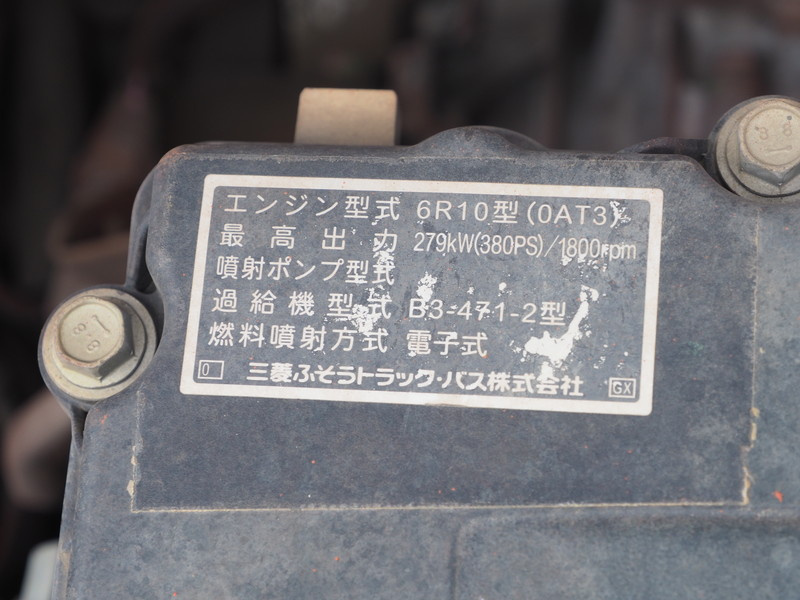 エンジン型式 6R10型(0AT3)
最高出力 279kW(380PS)/1800rpm
噴射ポンプ型式
過給機型式 B3-471-2型
燃料噴射方式 電子式
0 三菱ふそうトラック・バス株式会社 GX